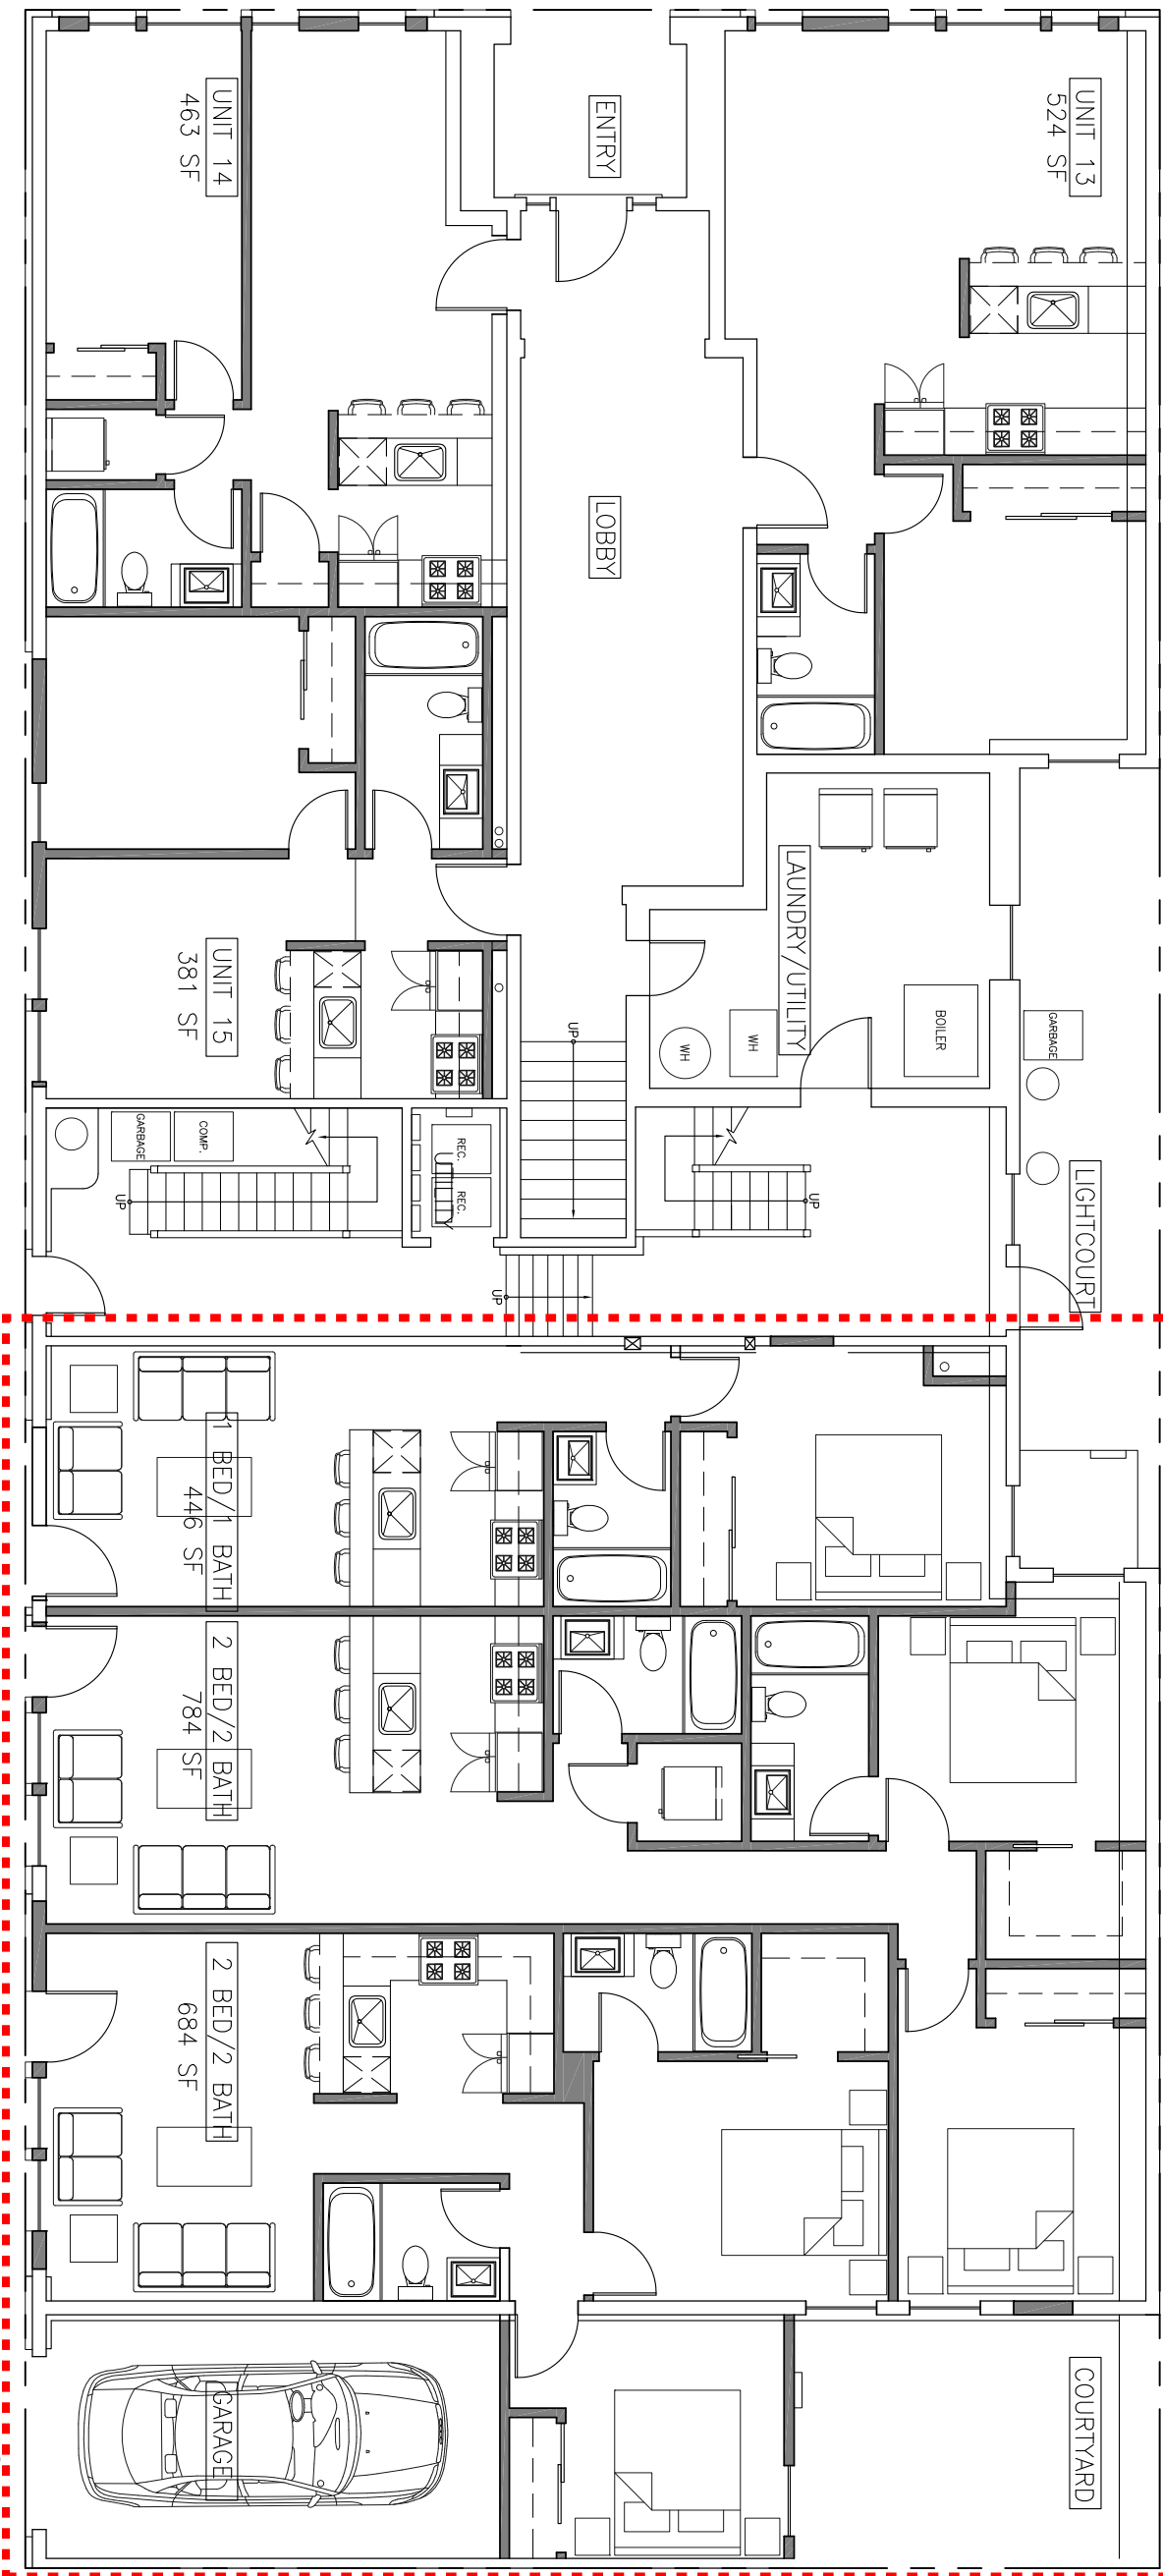 UNIT 14
463 SF
ENTRY
UNIT 13
524 SF
LOBBY
LAUNDRY/UTILITY
UNIT 15
381 SF
BOILER
WH
WH
GARBAGE
UP
GARBAGE
COMP.
REC.
UTILITY
REC.
UP
UP
LIGHTCOURT
UP
1 BED/1 BATH
446 SF
2 BED/2 BATH
784 SF
2 BED/2 BATH
684 SF
GARAGE
COURTYARD